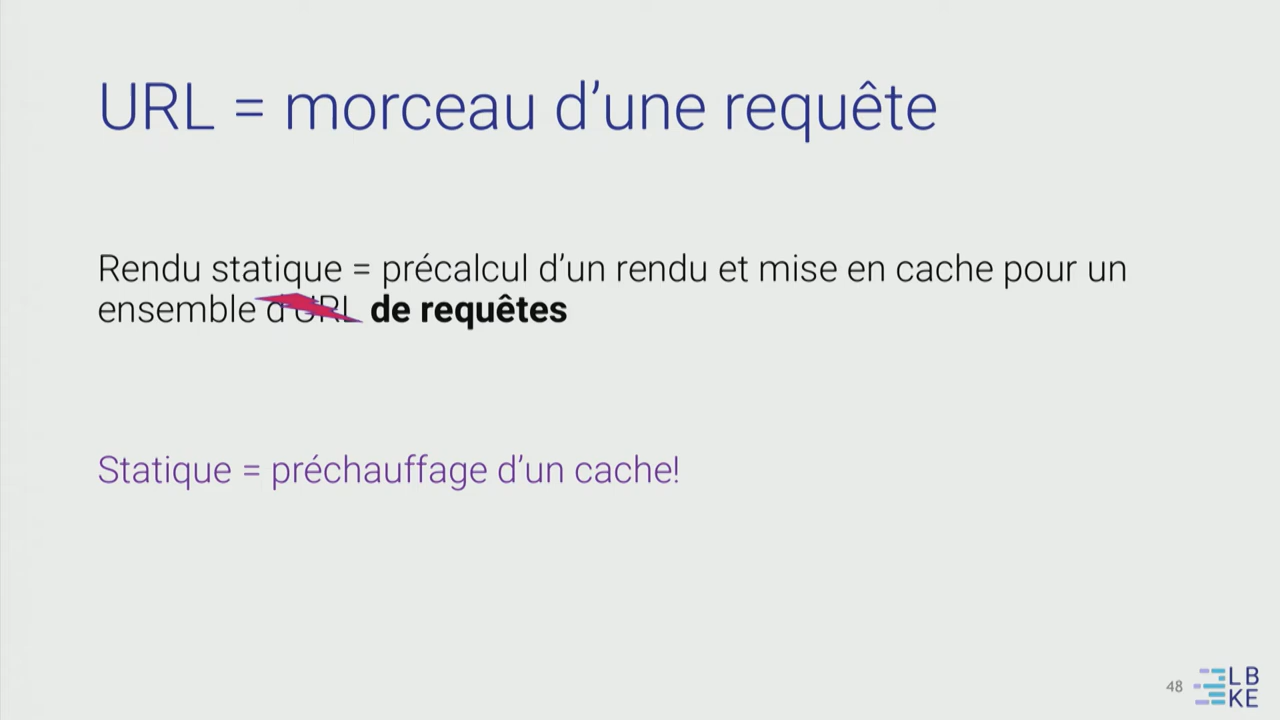 URL = morceau d’une requête
Rendu statique = précalcul d’un rendu et mise en cache pour un
ensemble d’URL de requêtes
Statique = préchauffage d’un cache!
48
LB
KE